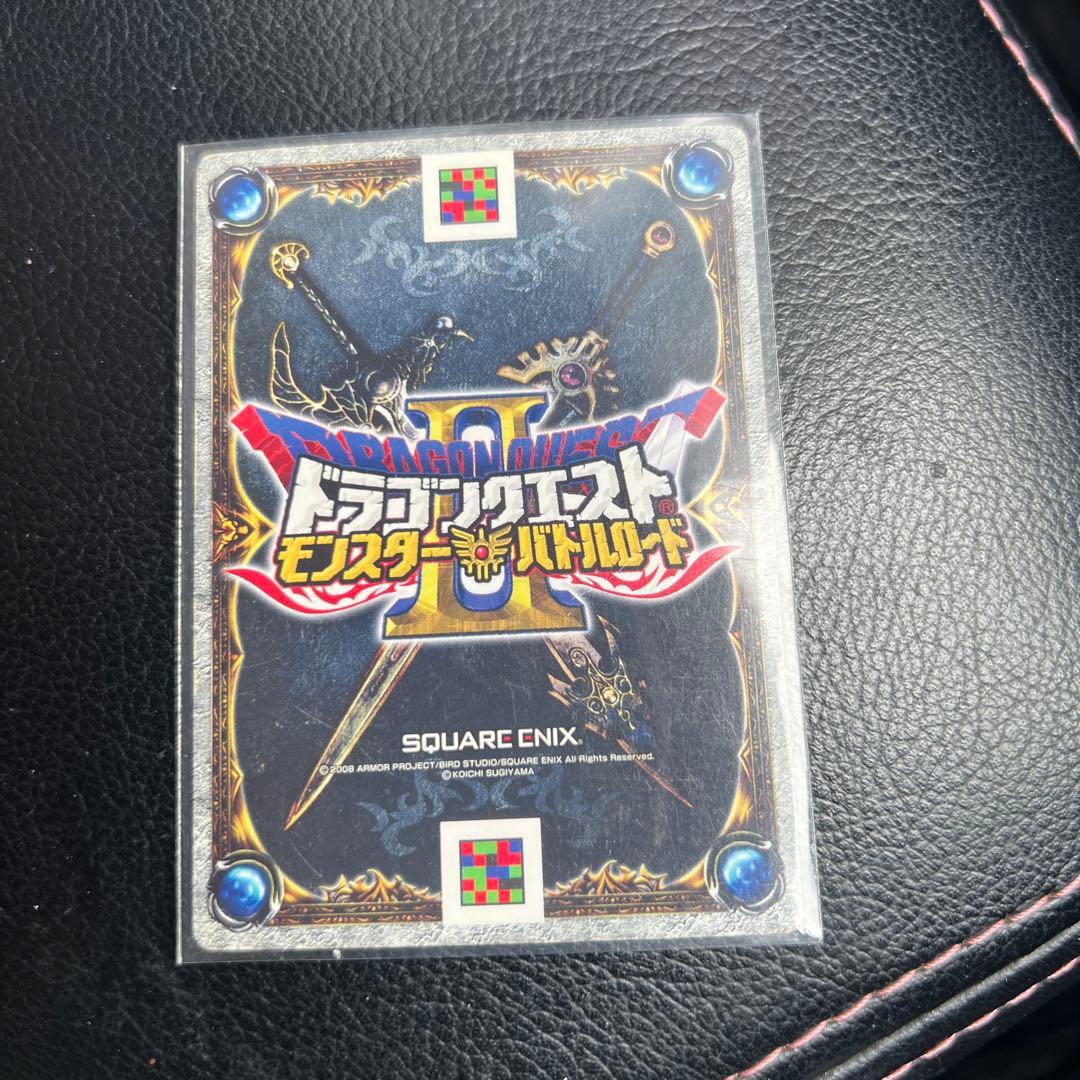 DRAGON QUEST
II
ドラゴンクエスト®
モンスターバトルロード
SQUARE ENIX®
©2008 ARMOR PROJECT/BIRD STUDIO/SQUARE ENIX All Rights Reserved.
©KOICHI SUGIYAMA